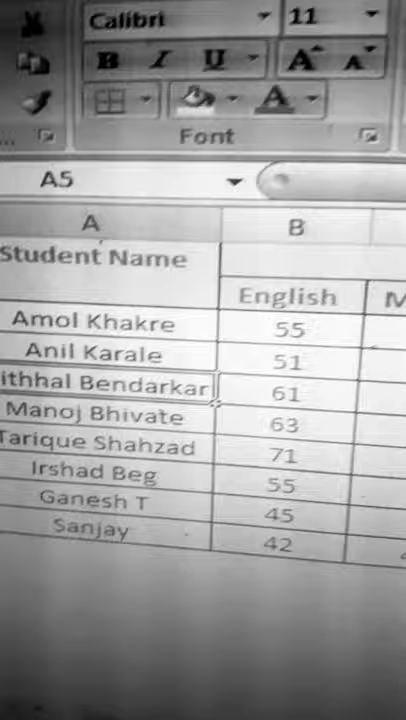 Calibri 11
B I U A A
A
Font
A5
A B
Student Name
English M
Amol Khakre 55
Anil Karale 51
ithhal Bendarkar 61
Manoj Bhivate 63
Tarique Shahzad 71
Irshad Beg 55
Ganesh T 45
Sanjay 42